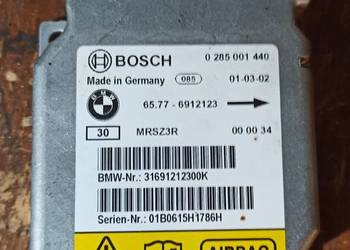 BOSCH 0 285 001 440
Made in Germany 085 01-03-02
BMW
65.77 - 6912123
30 MRSZ3R 00 00 34
BMW-Nr.: 31691212300K
Serien-Nr.: 01B0615H1786H
AIRBAG